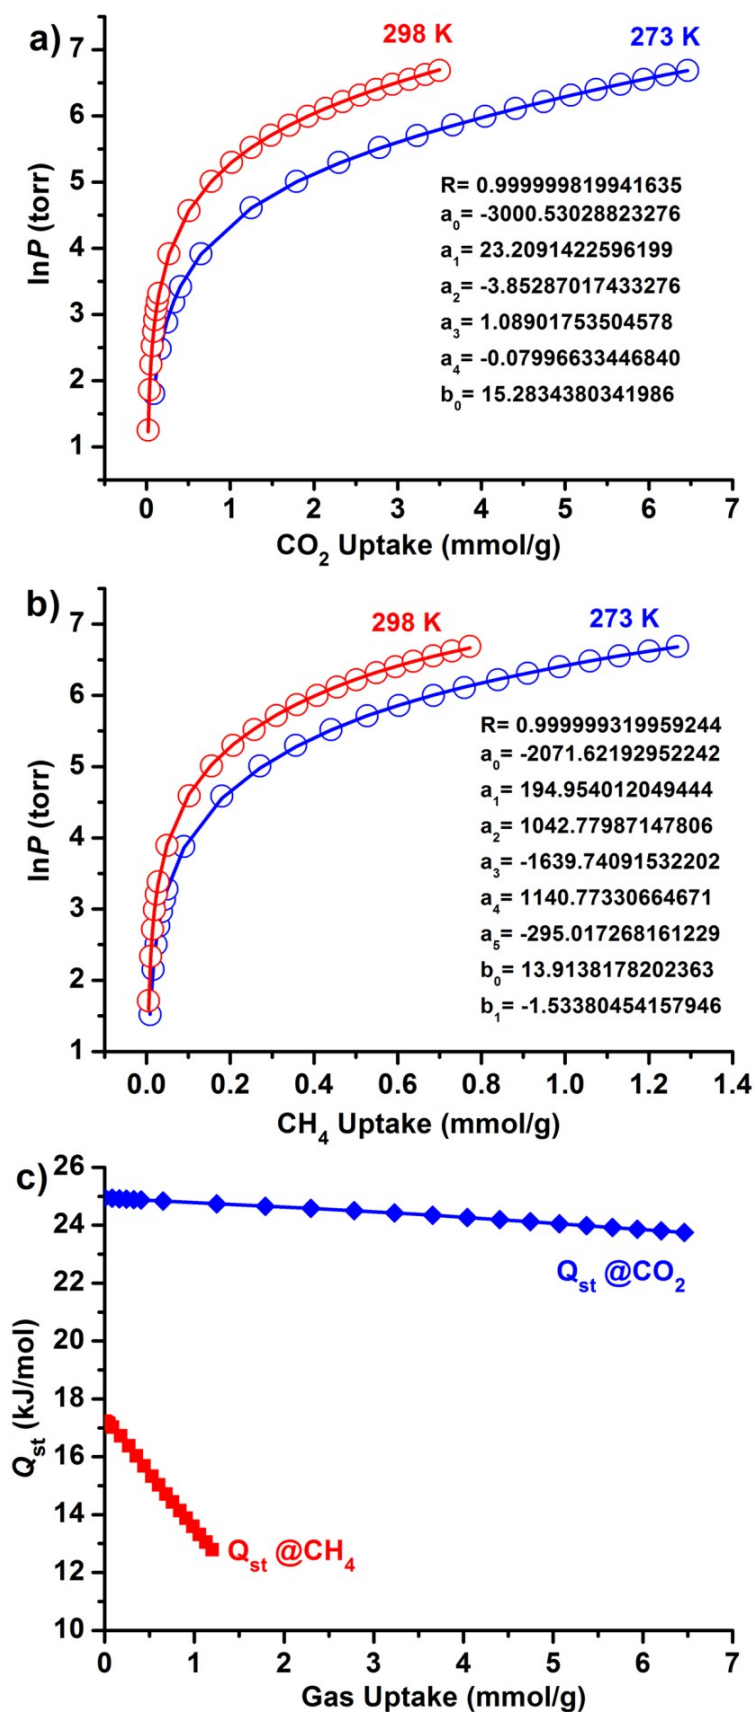 a)
298 K
273 K
7
6
5
4
3
2
1
lnP (torr)
R= 0.999999819941635
a0= -3000.53028823276
a1= 23.2091422596199
a2= -3.85287017433276
a3= 1.08901753504578
a4= -0.07996633446840
b0= 15.2834380341986
0 1 2 3 4 5 6 7
CO2 Uptake (mmol/g)
b)
298 K
273 K
7
6
5
4
3
2
1
lnP (torr)
R= 0.999999319959244
a0= -2071.62192952242
a1= 194.954012049444
a2= 1042.77987147806
a3= -1639.74091532202
a4= 1140.77330664671
a5= -295.017268161229
b0= 13.9138178202363
b1= -1.53380454157946
0.0 0.2 0.4 0.6 0.8 1.0 1.2 1.4
CH4 Uptake (mmol/g)
c)
26
24
22
20
18
16
14
12
10
Qst (kJ/mol)
Qst @CO2
Qst @CH4
0 1 2 3 4 5 6 7
Gas Uptake (mmol/g)